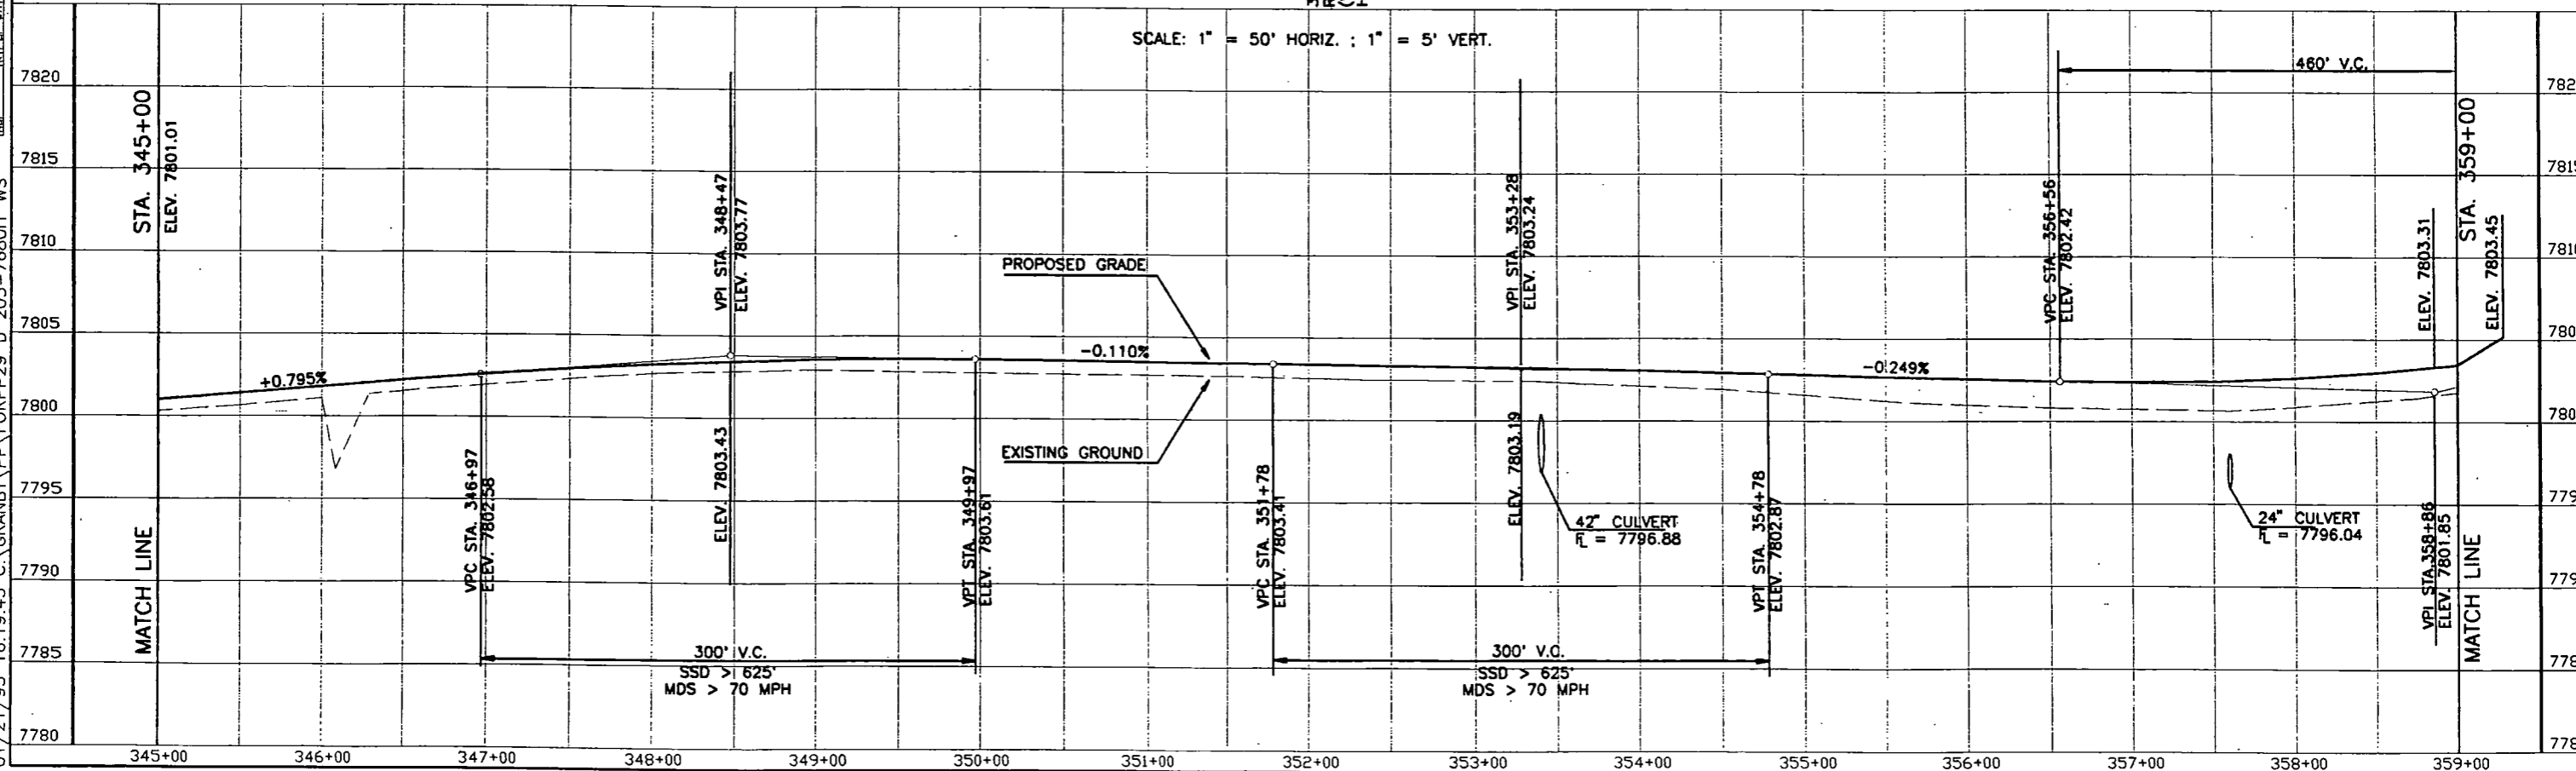 SCALE: 1" = 50' HORIZ. ; 1" = 5' VERT.
460' V.C.
7820
7815
7810
7805
7800
7795
7790
7785
7780
STA. 345+00
ELEV. 7801.01
MATCH LINE
+0.795%
VPC STA. 346+97
ELEV. 7802.58
VPI STA. 348+47
ELEV. 7803.77
ELEV. 7803.43
300' V.C.
SSD > 625'
MDS > 70 MPH
VPT STA. 349+97
ELEV. 7803.61
PROPOSED GRADE
-0.110%
EXISTING GROUND
VPC STA. 351+78
ELEV. 7803.41
VPI STA. 353+28
ELEV. 7803.24
ELEV. 7803.19
42" CULVERT
FL = 7796.88
300' V.C.
SSD > 625'
MDS > 70 MPH
VPT STA. 354+78
ELEV. 7802.87
-0.249%
VPC STA. 356+56
ELEV. 7802.42
24" CULVERT
FL = 7796.04
ELEV. 7803.31
VPI STA.358+86
ELEV. 7801.85
STA. 359+00
ELEV. 7803.45
MATCH LINE
345+00
346+00
347+00
348+00
349+00
350+00
351+00
352+00
353+00
354+00
355+00
356+00
357+00
358+00
359+00